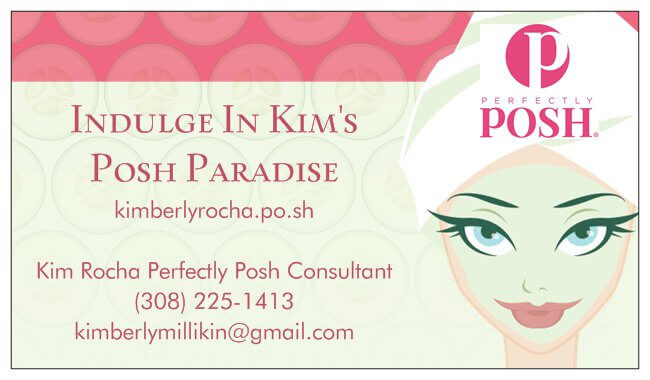 Indulge In Kim's
Posh Paradise
kimberlyrocha.po.sh
Kim Rocha Perfectly Posh Consultant
(308) 225-1413
kimberlymillikin@gmail.com
P
PERFECTLY
POSH®